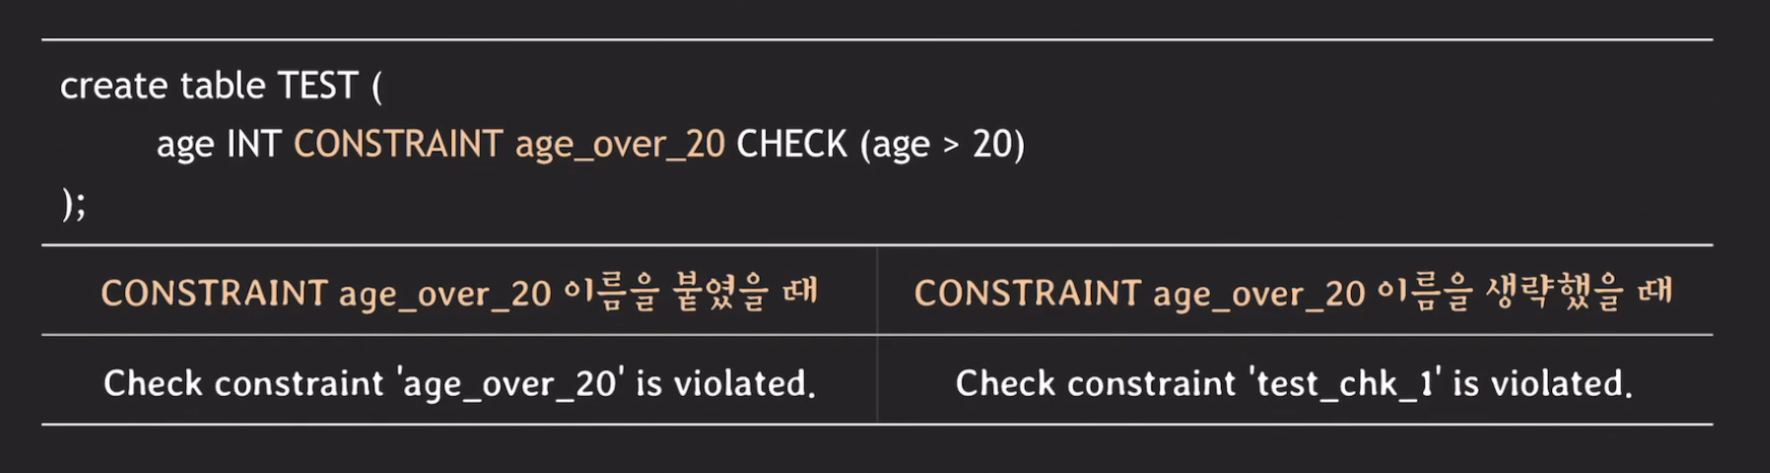 create table TEST (
age INT CONSTRAINT age_over_20 CHECK (age > 20)
);
CONSTRAINT age_over_20 이름을 붙였을 때
CONSTRAINT age_over_20 이름을 생략했을 때
Check constraint 'age_over_20' is violated.
Check constraint 'test_chk_1' is violated.